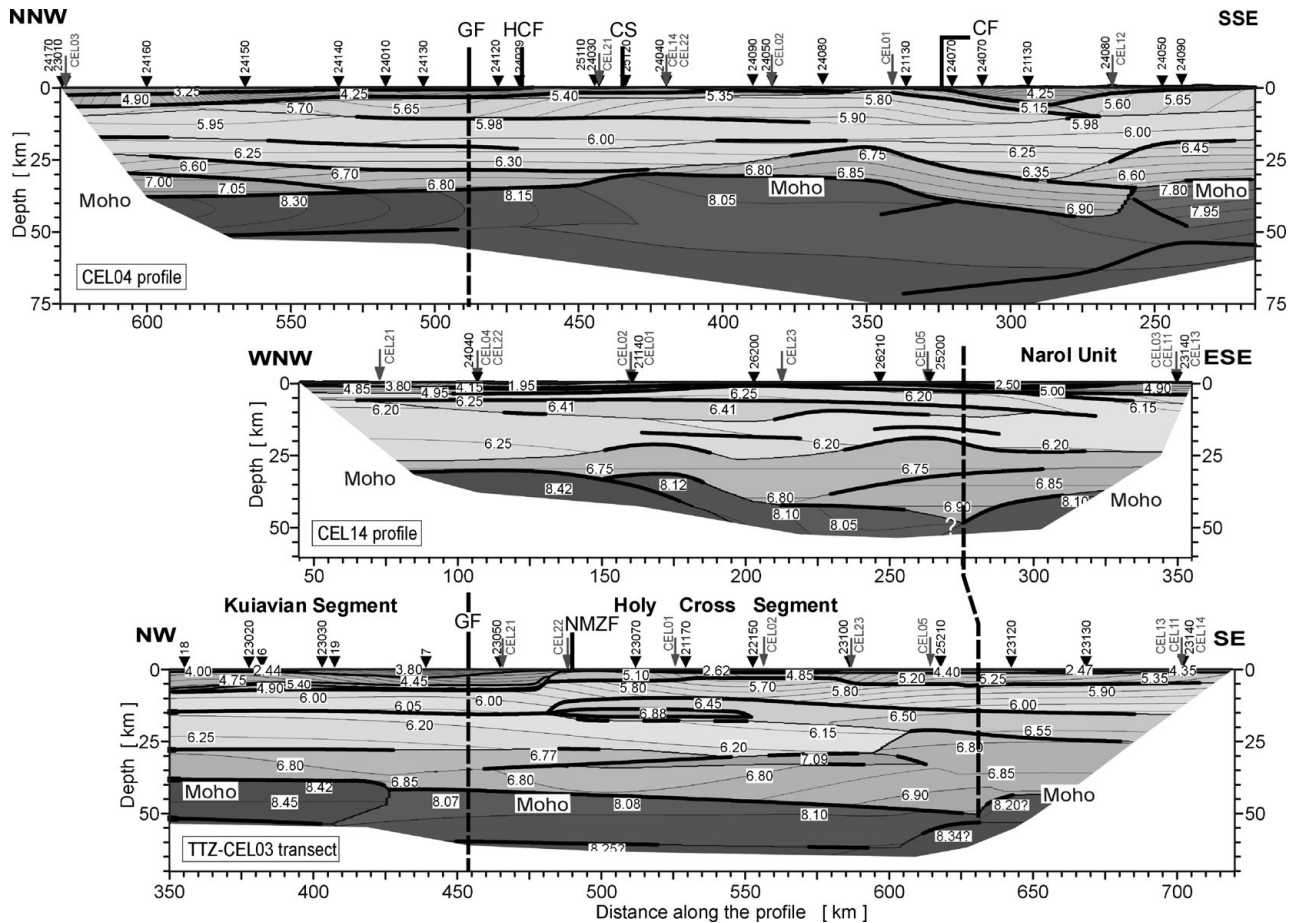 NNW GF HCF CS CF SSE
24170 23010 CEL03 24160 24150 24140 24010 24130 24120 24099 25110 24030 CEL21 25120 24040 CEL14 CEL22 24090 24050 CEL02 24080 CEL01 21130 24070 24070 21130 24080 CEL12 24050 24090
0 3.25 4.25 5.40 5.35 5.80 4.25 5.60 5.65 0
4.90 5.70 5.65 5.15
5.95 5.98 5.90 5.98
6.00 6.00
6.25 6.45
25 6.30 6.75 6.25 25
6.60 6.70 6.80 6.35
7.00 7.05 6.80 6.85 6.60 7.80
Moho 8.30 8.15 Moho Moho
8.05 6.90 7.95
50 50
Depth [ km ]
CEL04 profile
75 75
600 550 500 450 400 350 300 250
WNW Narol Unit ESE
CEL21 24040 CEL04 CEL22 CEL02 21140 CEL01 26200 CEL23 26210 CEL05 25200 CEL03 CEL11 23140 CEL13
0 4.85 3.80 4.15 1.95 2.50 4.90 0
4.95 6.25 6.20 5.00
6.20 6.25 6.41 6.41 6.15
6.25 6.20 6.20
25 25
Moho 6.75 6.75 6.85
8.42 8.12 6.80 6.90 8.10 Moho
8.10 8.05 ?
50 50
Depth [ km ]
CEL14 profile
50 100 150 200 250 300 350
Kuiavian Segment Holy Cross Segment
NW GF NMZF SE
18 23020 6 23030 19 7 23050 CEL21 CEL22 23070 CEL01 21170 22150 CEL02 23100 CEL23 CEL05 25210 23120 23130 CEL13 CEL11 23140 CEL14
0 4.00 2.44 3.80 5.10 2.62 4.85 5.20 4.40 5.25 2.47 5.35 4.35 0
4.75 5.40 4.45
4.90 5.80 5.70 5.80 5.90
6.00 6.00 6.45 6.00
6.05 6.88 6.50
6.20 6.15 6.55
25 6.25 6.20 6.80 25
6.77 7.09
6.80 6.85 6.80 6.80 6.85
Moho 8.42 Moho 6.90 Moho
8.45 8.07 8.08 8.10 8.20?
50 50
8.25? 8.34?
Depth [ km ]
TTZ-CEL03 transect
350 400 450 500 550 600 650 700
Distance along the profile [ km ]